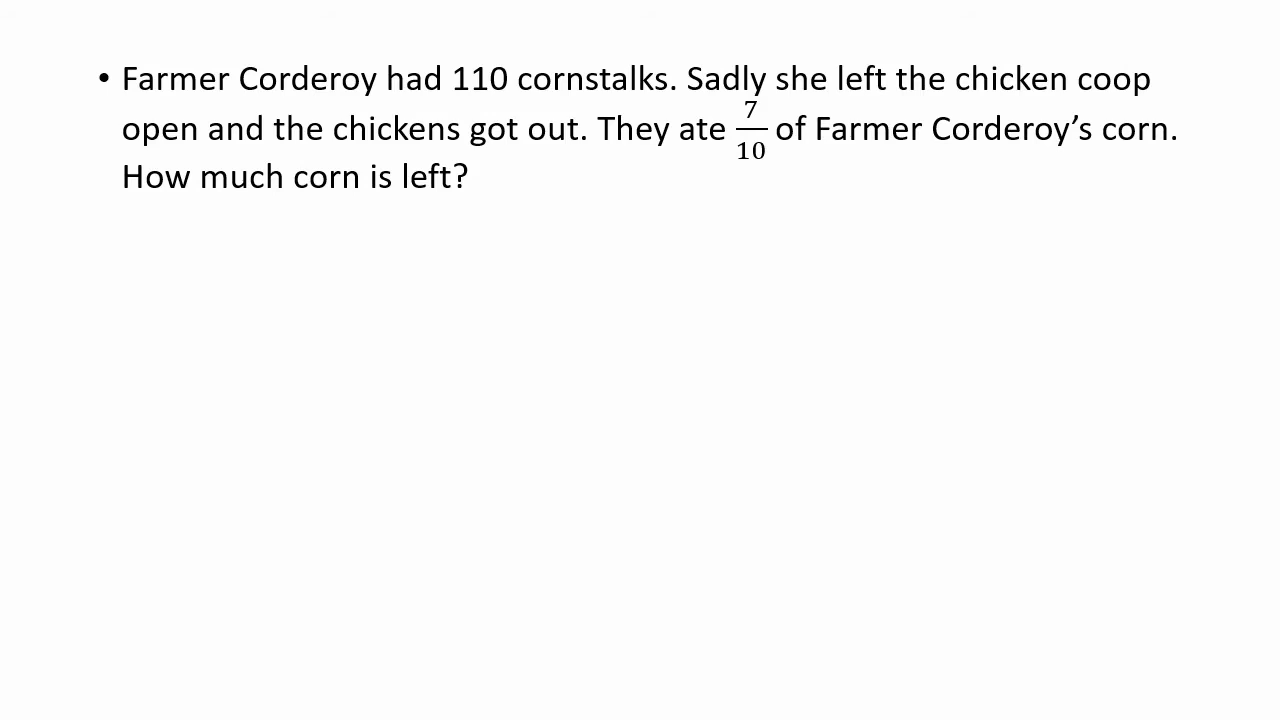 • Farmer Corderoy had 110 cornstalks. Sadly she left the chicken coop
open and the chickens got out. They ate 7/10 of Farmer Corderoy’s corn.
How much corn is left?